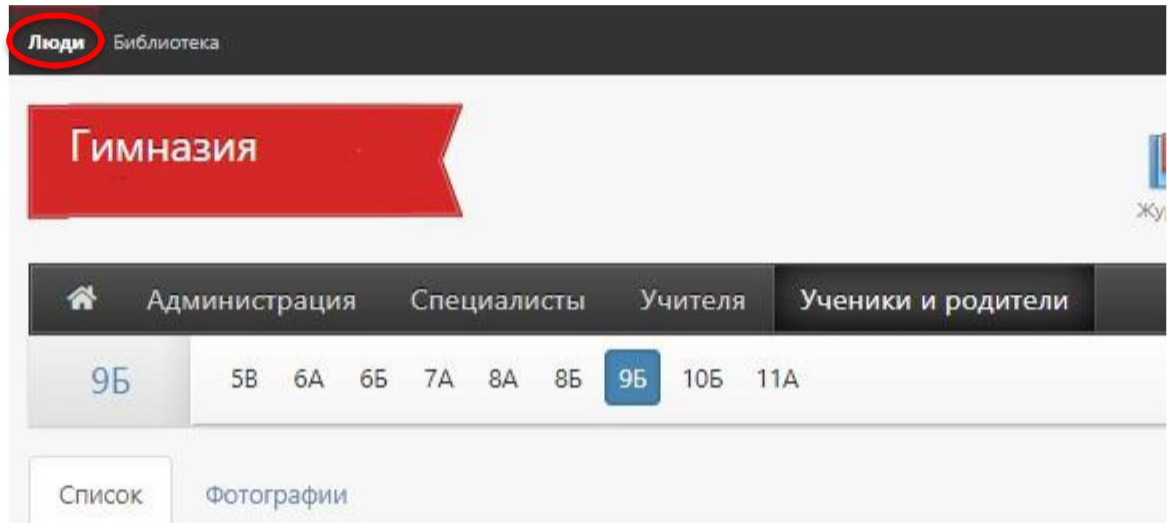 Люди Библиотека
Гимназия
Администрация Специалисты Учителя Ученики и родители
9Б 5В 6А 6Б 7А 8А 8Б 9Б 10Б 11А
Список Фотографии